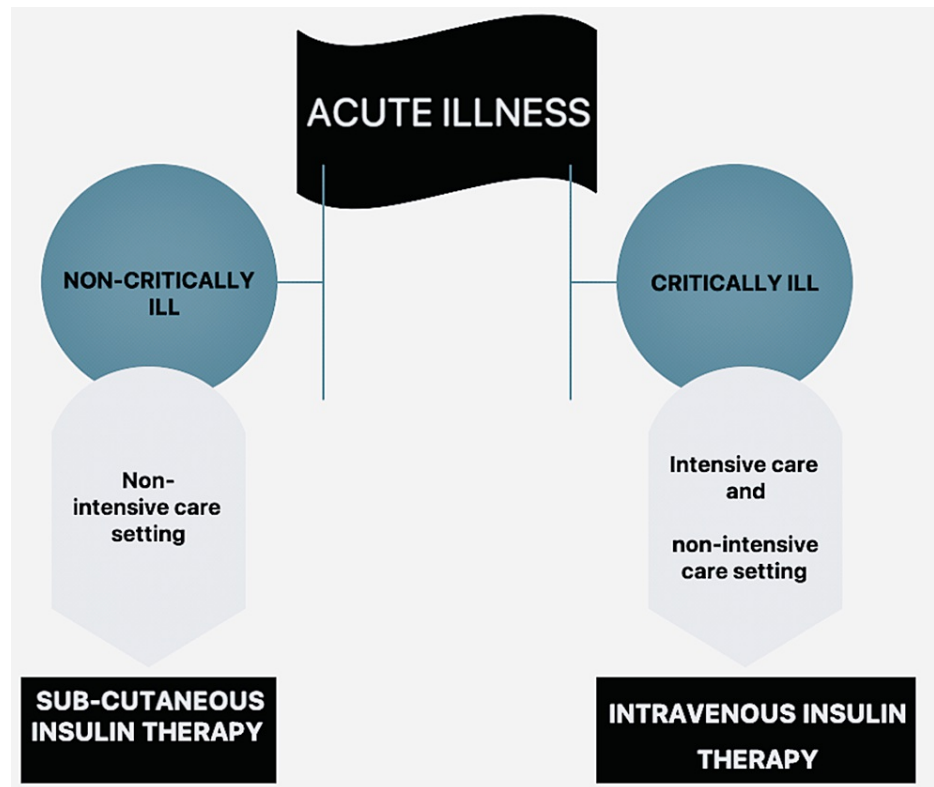 ACUTE ILLNESS
NON-CRITICALLY
ILL
CRITICALLY ILL
Non-
intensive care
setting
Intensive care
and
non-intensive
care setting
SUB-CUTANEOUS
INSULIN THERAPY
INTRAVENOUS INSULIN
THERAPY